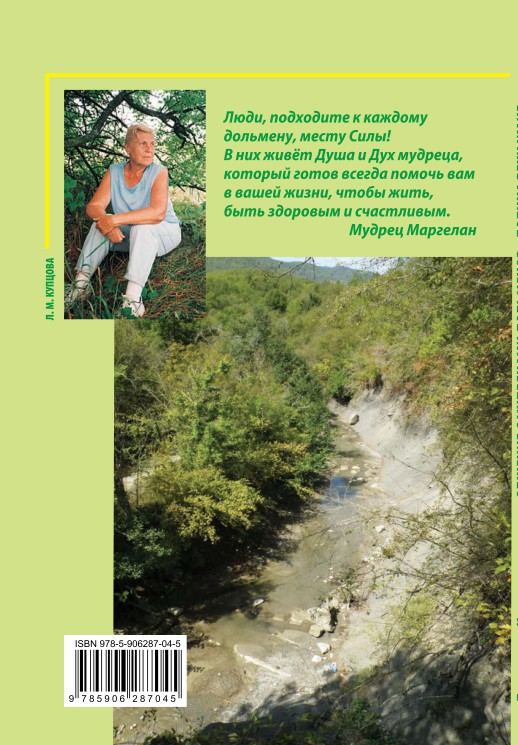 Люди, подходите к каждому
дольмену, месту Силы!
В них живёт Душа и Дух мудреца,
который готов всегда помочь вам
в вашей жизни, чтобы жить,
быть здоровым и счастливым.
Мудрец Маргелан
Л. М. КУПЦОВА
ISBN 978-5-906287-04-5
9 785906 287045